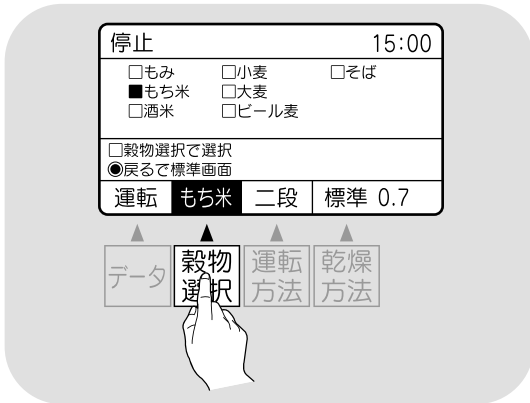 停止 15:00
□もみ □小麦 □そば
■もち米 □大麦
□酒米 □ビール麦
□穀物選択で選択
◉戻るで標準画面
運転 もち米 二段 標準 0.7
データ 穀物選択 運転方法 乾燥方法